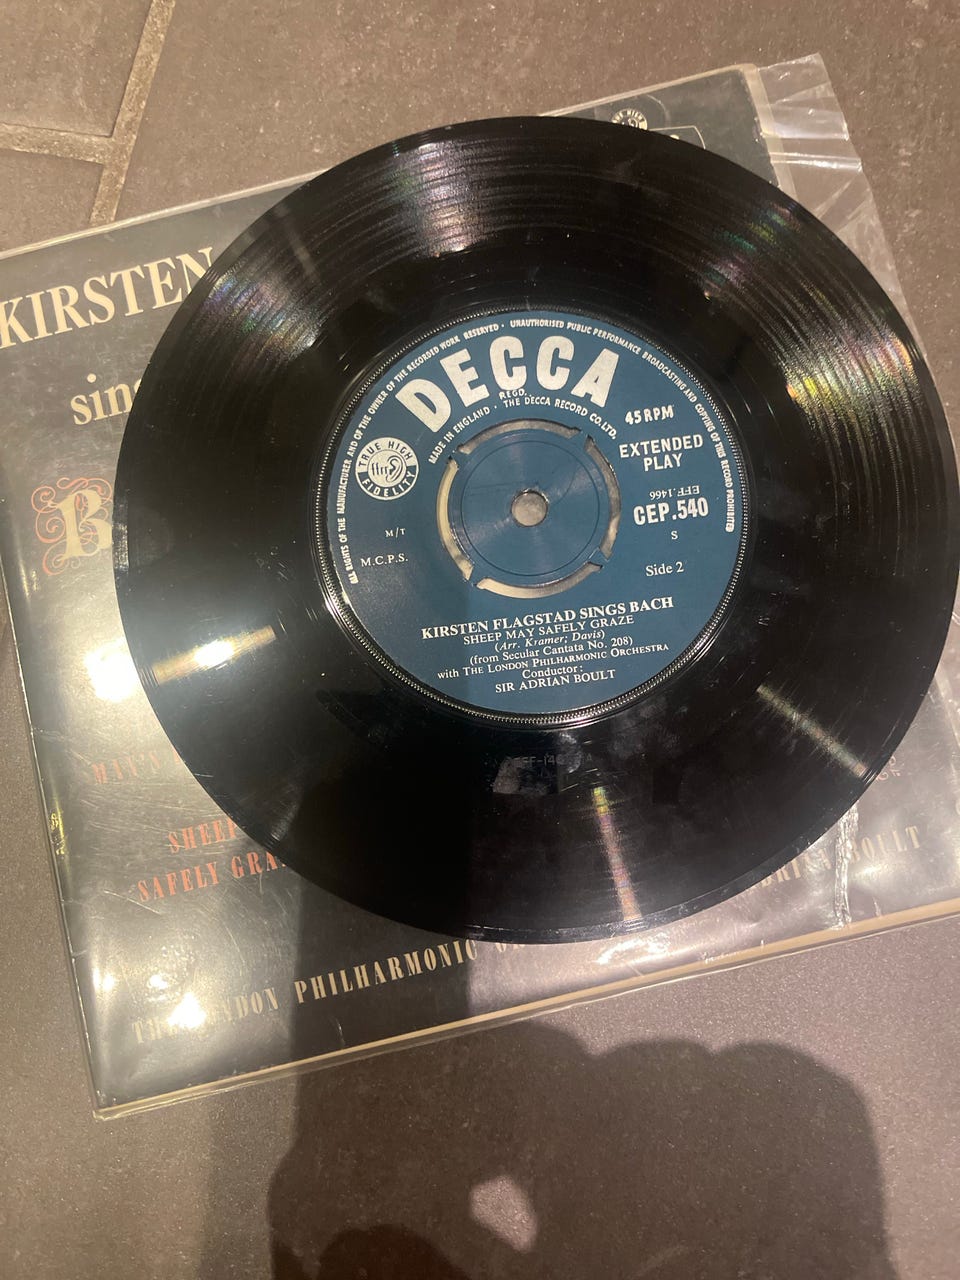 KIRSTEN
ALL RIGHTS OF THE MANUFACTURER AND OF THE OWNER OF THE RECORDED WORK RESERVED · UNAUTHORISED PUBLIC PERFORMANCE BROADCASTING AND COPYING OF THIS RECORD PROHIBITED
DECCA
REGD.
MADE IN ENGLAND · THE DECCA RECORD CO. LTD.
TRUE HIGH
FIDELITY
45 RPM
EXTENDED
PLAY
EFF.1466
CEP.540
M/T
S
M.C.P.S.
Side 2
KIRSTEN FLAGSTAD SINGS BACH
SHEEP MAY SAFELY GRAZE
(Arr. Kramer; Davis)
(from Secular Cantata No. 208)
with THE LONDON PHILHARMONIC ORCHESTRA
Conductor:
SIR ADRIAN BOULT
B
SHEEP
SAFELY
BOULT
LONDON PHILHARMONIC